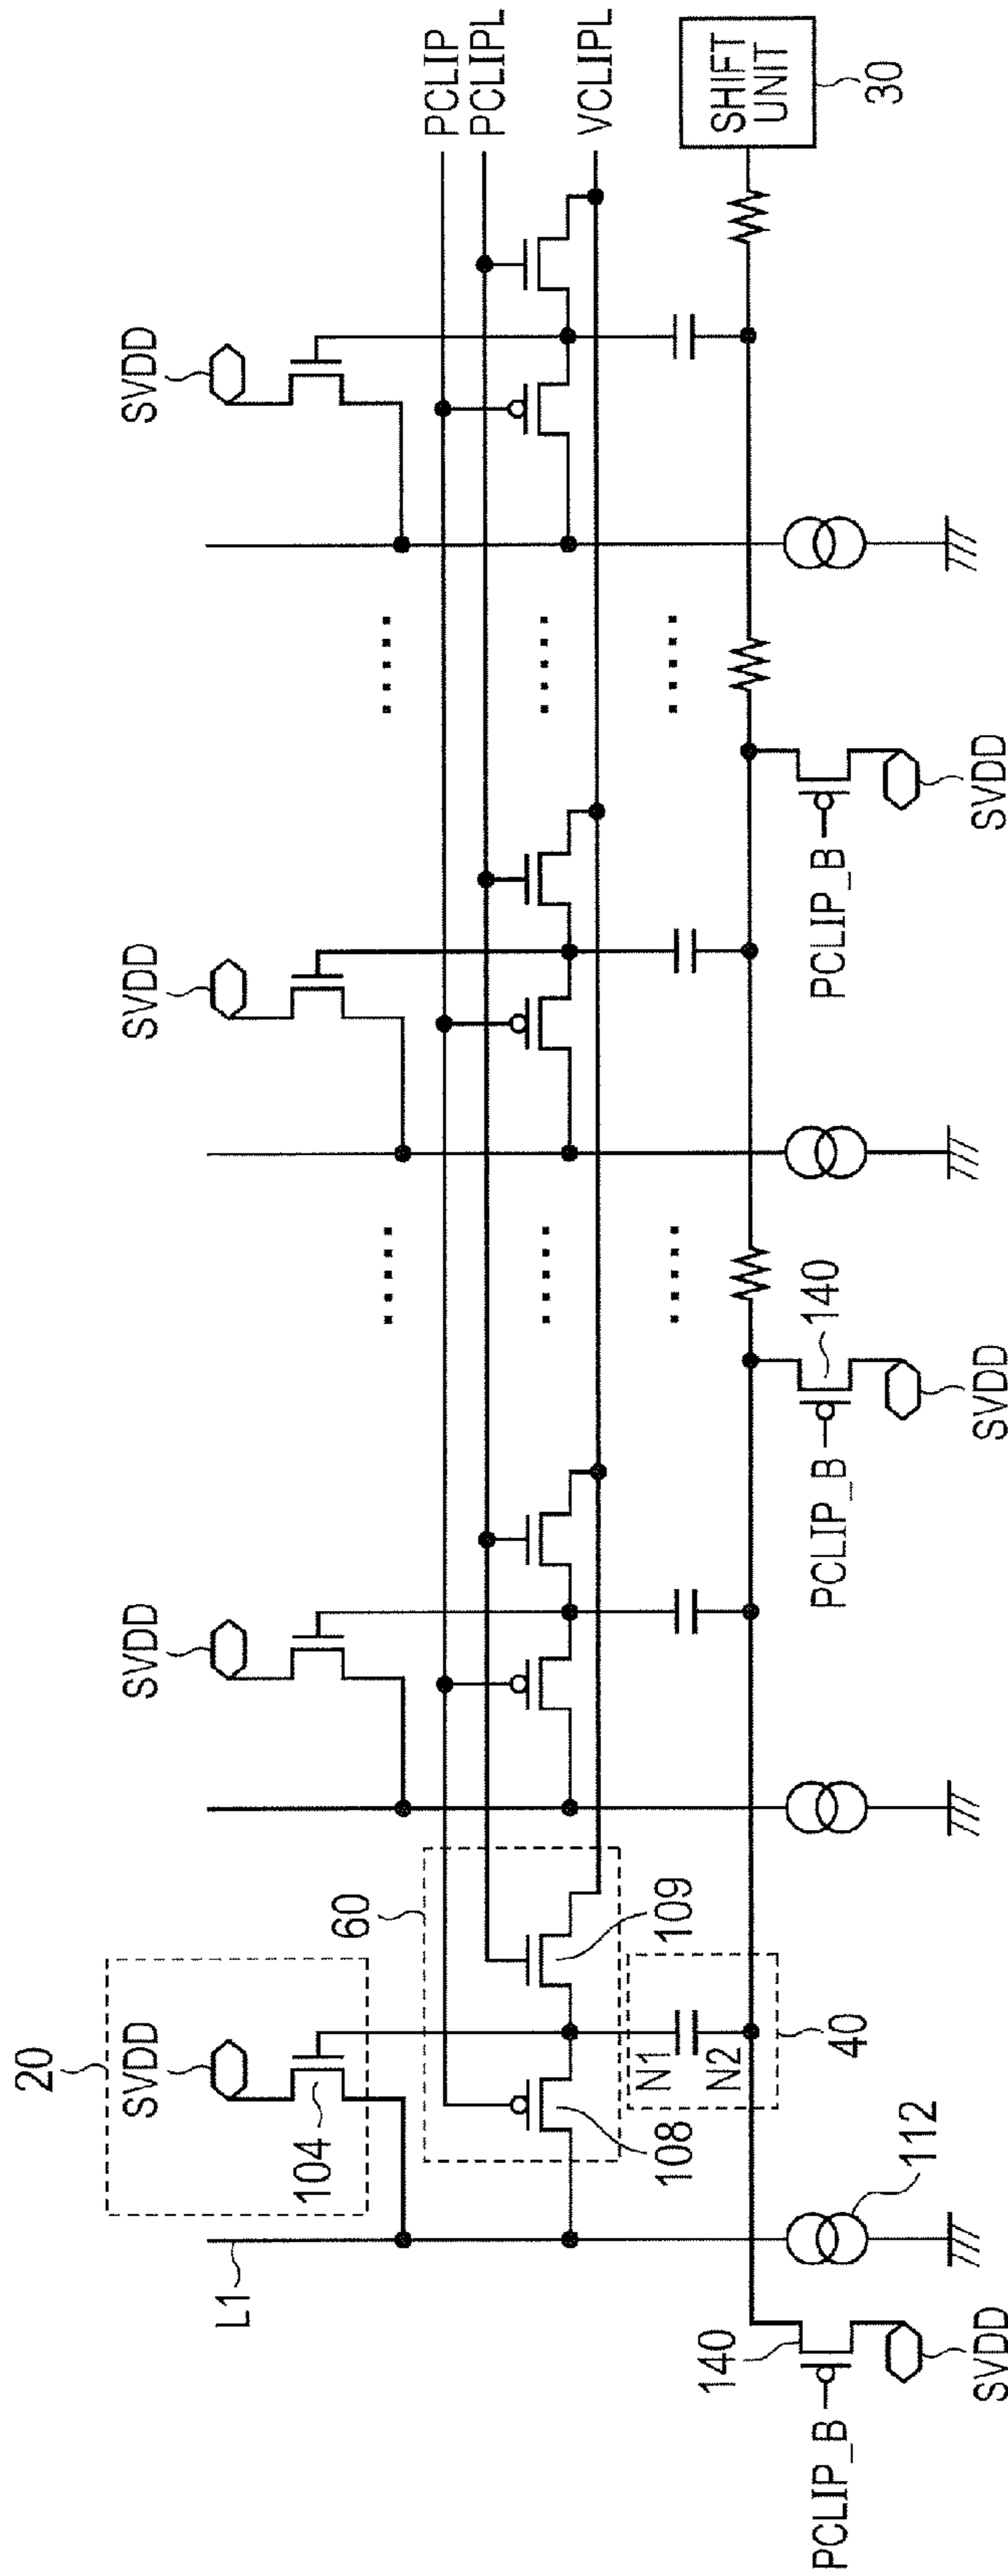 20
SVDD
SVDD
SVDD
SVDD
104
L1
PCLIP
PCLIPL
VCLIPL
60
108
109
N1
N2
40
112
SHIFT
UNIT
30
140
PCLIP_B
SVDD
140
PCLIP_B
SVDD
PCLIP_B
SVDD